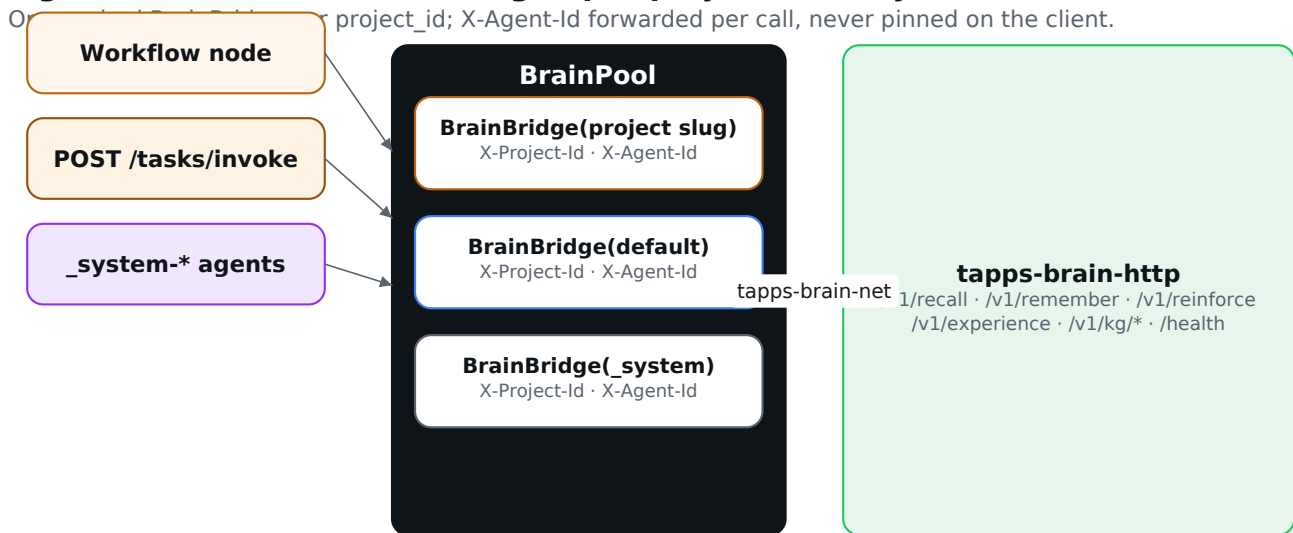 project_id; X-Agent-Id forwarded per call, never pinned on the client.
Workflow node
POST /tasks/invoke
_system-* agents
BrainPool
BrainBridge(project slug)
X-Project-Id · X-Agent-Id
BrainBridge(default)
X-Project-Id · X-Agent-Id
BrainBridge(_system)
X-Project-Id · X-Agent-Id
tapps-brain-net
tapps-brain-http
1/recall · /v1/remember · /v1/reinforce
/v1/experience · /v1/kg/* · /health